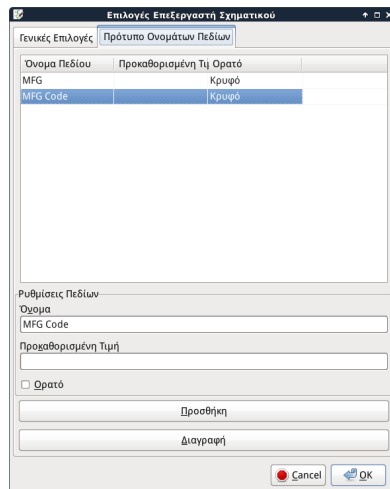 Επιλογές Επεξεργαστή Σχηματικού
Γενικές Επιλογές Πρότυπο Ονομάτων Πεδίων
Όνομα Πεδίου Προκαθορισμένη Τιμ Ορατό
MFG Κρυφό
MFG Code Κρυφό
Ρυθμίσεις Πεδίων
Όνομα
MFG Code
Προκαθορισμένη Τιμή
Ορατό
Προσθήκη
Διαγραφή
Cancel OK